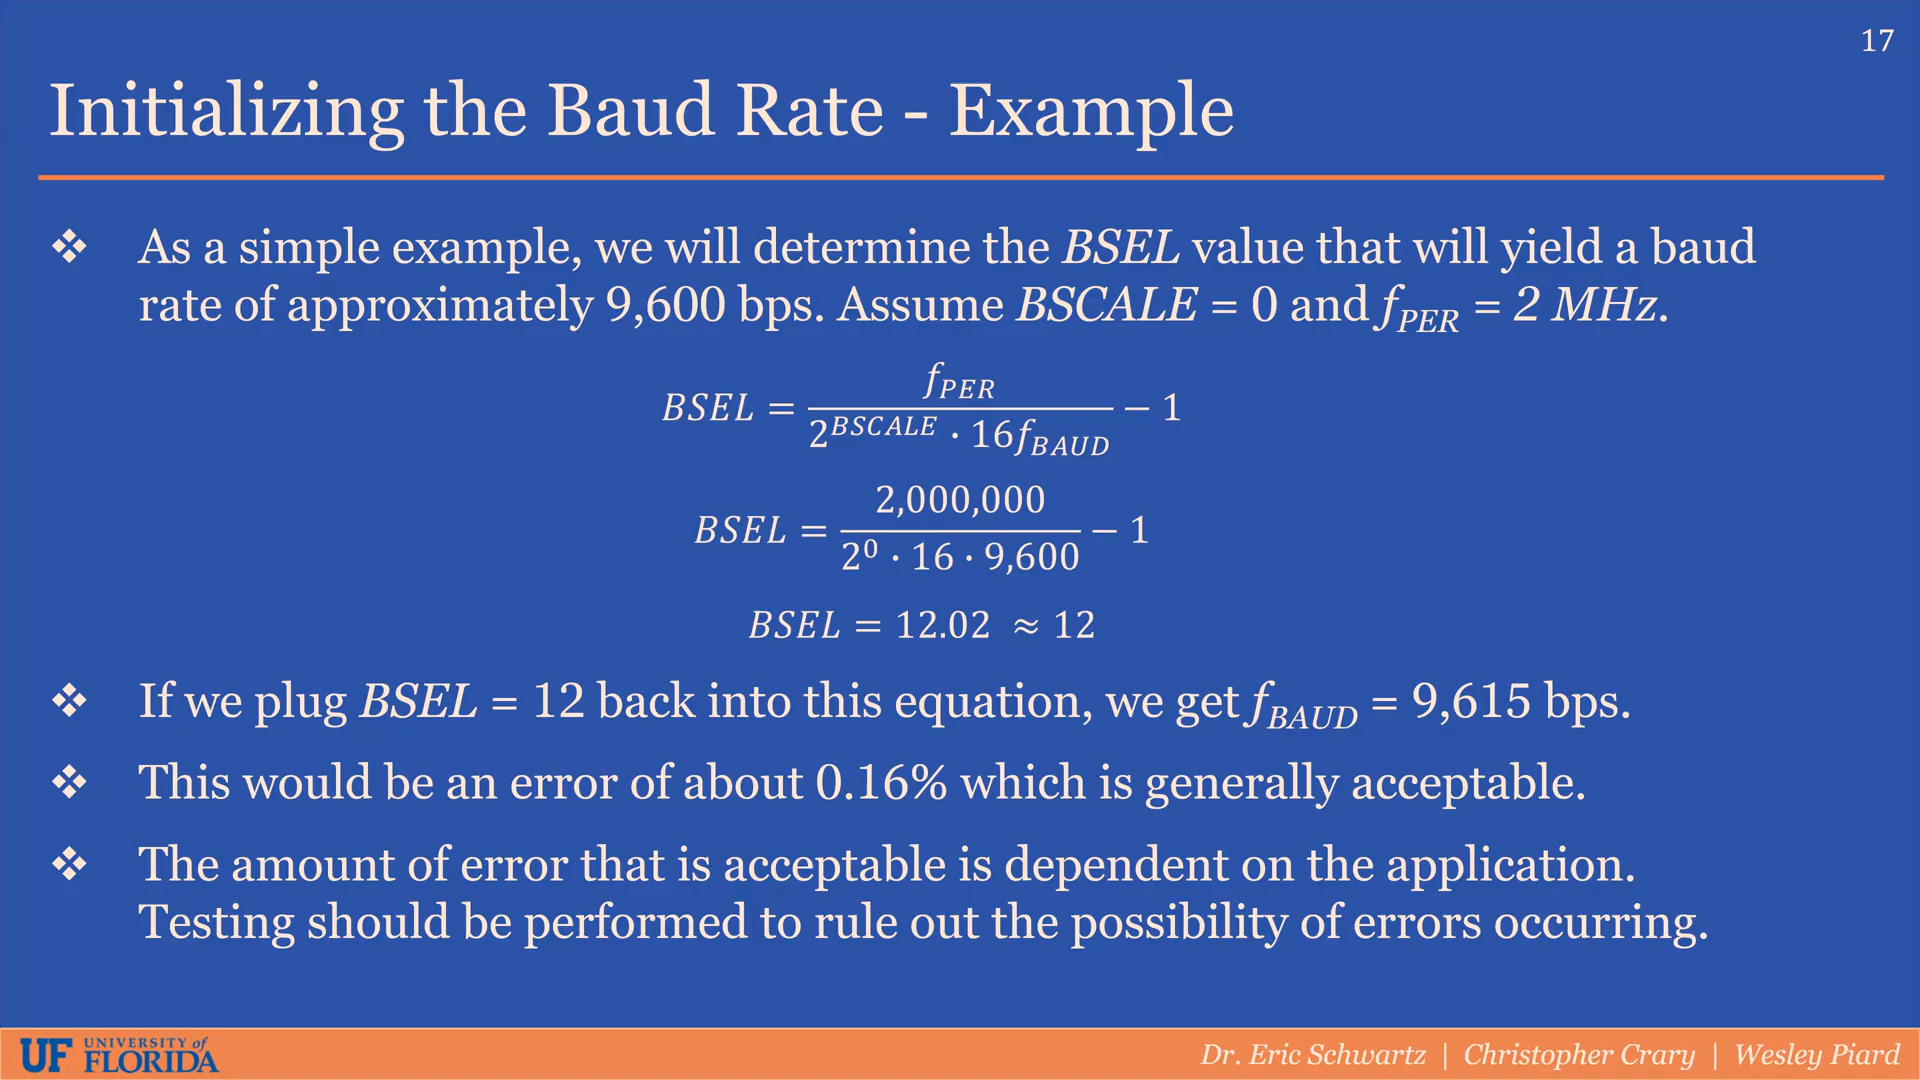 17
Initializing the Baud Rate - Example
❖ As a simple example, we will determine the BSEL value that will yield a baud
rate of approximately 9,600 bps. Assume BSCALE = 0 and f_PER = 2 MHz.
BSEL = f_PER / (2^BSCALE · 16f_BAUD) − 1
BSEL = 2,000,000 / (2^0 · 16 · 9,600) − 1
BSEL = 12.02 ≈ 12
❖ If we plug BSEL = 12 back into this equation, we get f_BAUD = 9,615 bps.
❖ This would be an error of about 0.16% which is generally acceptable.
❖ The amount of error that is acceptable is dependent on the application.
Testing should be performed to rule out the possibility of errors occurring.
UF UNIVERSITY of
FLORIDA
Dr. Eric Schwartz | Christopher Crary | Wesley Piard